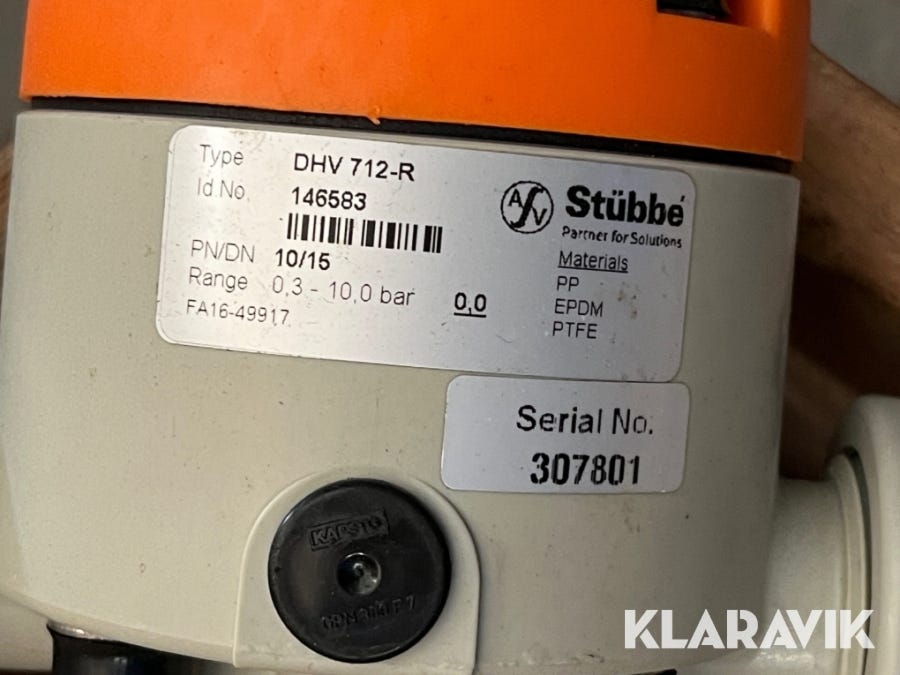 Type DHV 712-R
Id.No. 146583
PN/DN 10/15
Range 0,3 - 10,0 bar 0,0
FA16-49917
ASV Stübbe
Partner for Solutions
Materials
PP
EPDM
PTFE
Serial No.
307801
KAPSTO
KLARAVIK